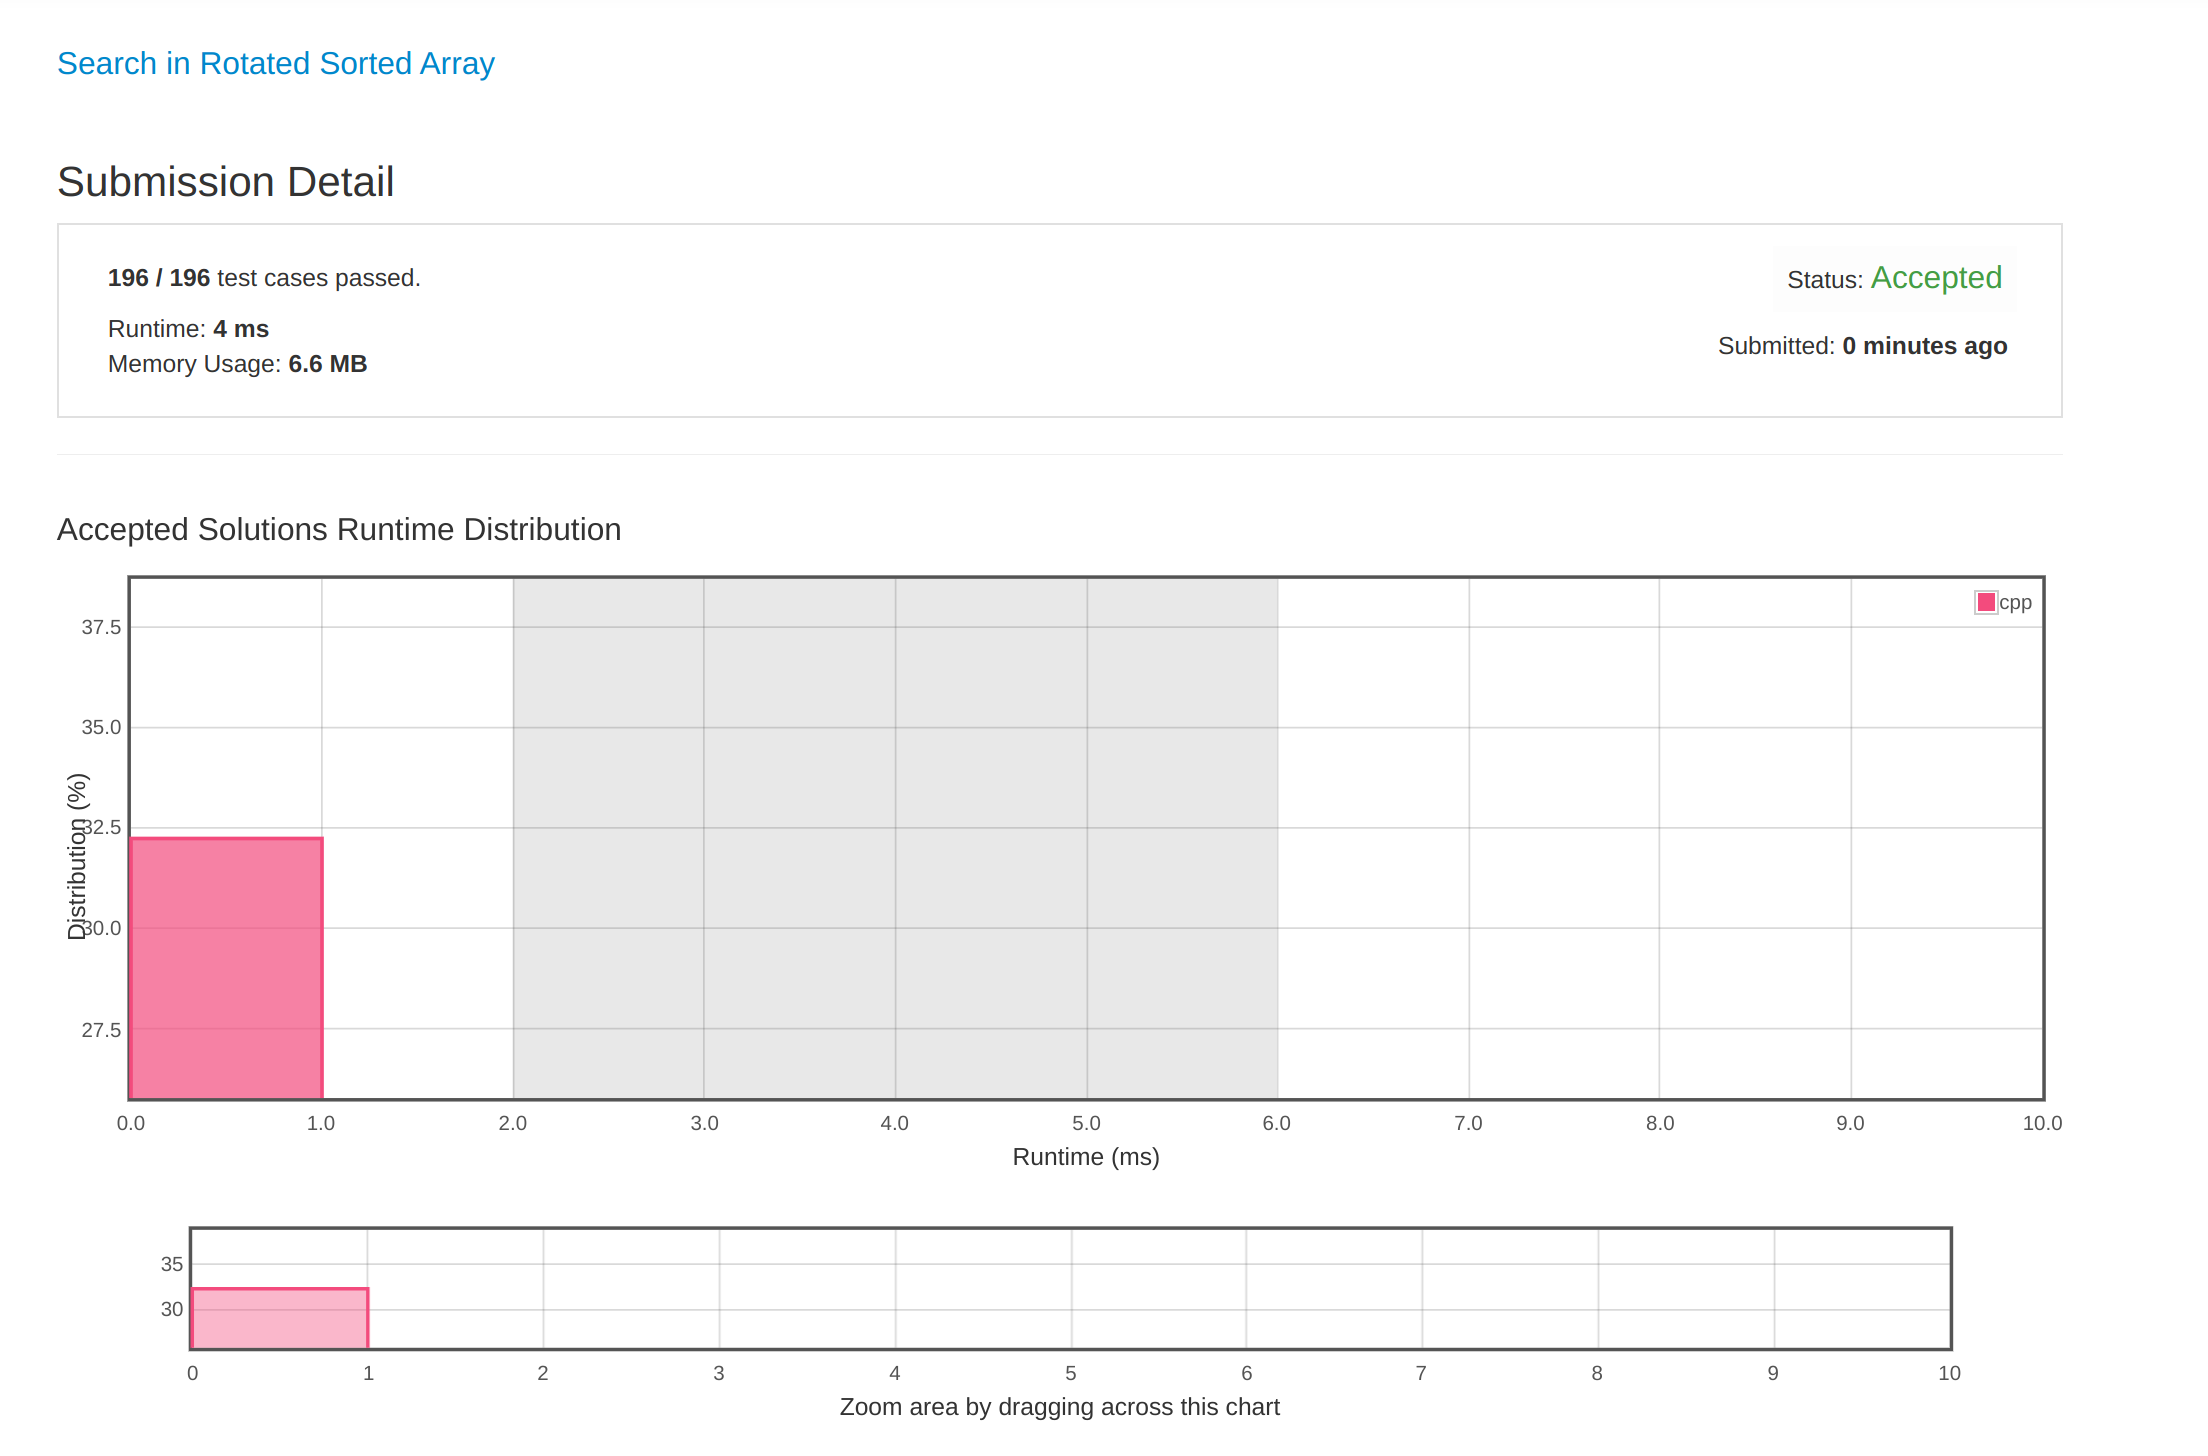 Search in Rotated Sorted Array
Submission Detail
196 / 196 test cases passed.
Status: Accepted
Runtime: 4 ms
Submitted: 0 minutes ago
Memory Usage: 6.6 MB
Accepted Solutions Runtime Distribution
cpp
37.5
35.0
32.5
30.0
27.5
Distribution (%)
0.0 1.0 2.0 3.0 4.0 5.0 6.0 7.0 8.0 9.0 10.0
Runtime (ms)
35
30
0 1 2 3 4 5 6 7 8 9 10
Zoom area by dragging across this chart